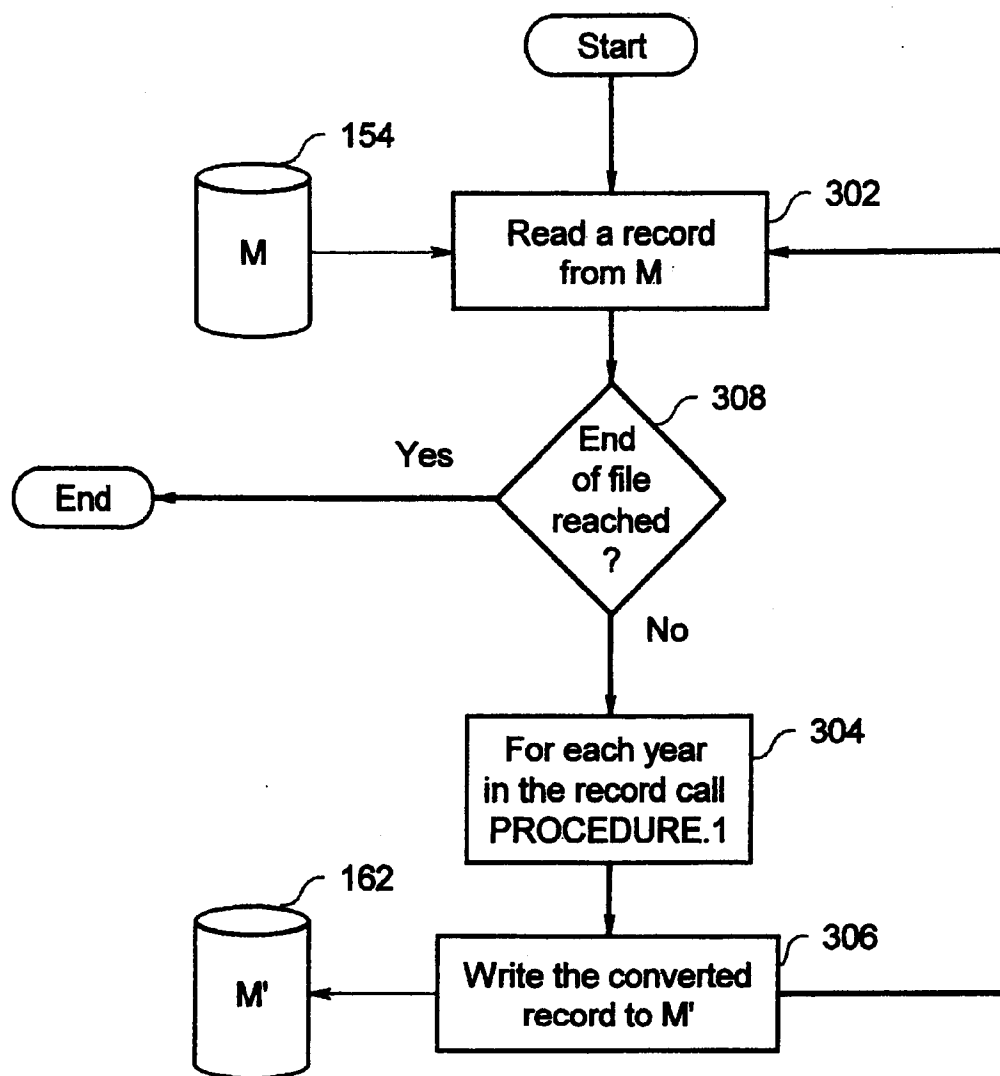 Start
154
302
M
Read a record
from M
308
End
of file
reached
?
Yes
End
No
304
For each year
in the record call
PROCEDURE.1
162
306
M'
Write the converted
record to M'